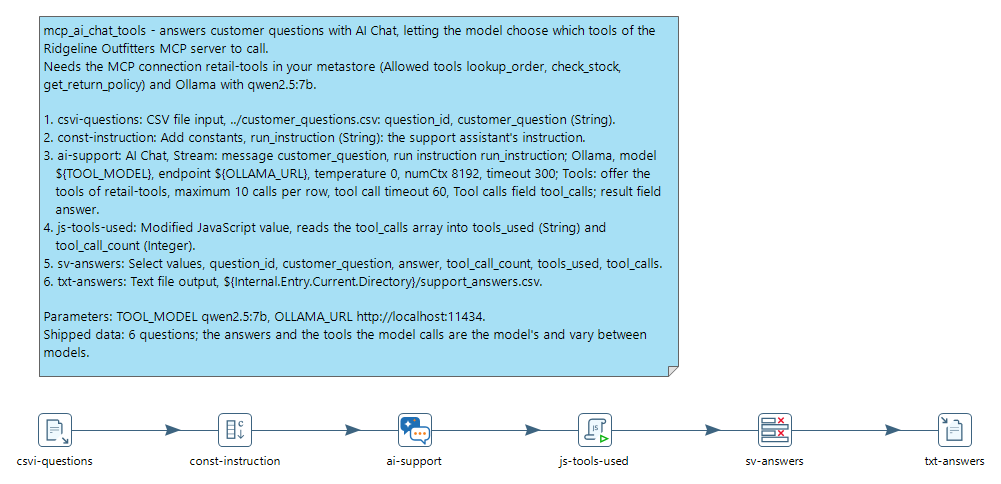 mcp_ai_chat_tools - answers customer questions with AI Chat, letting the model choose which tools of the
Ridgeline Outfitters MCP server to call.
Needs the MCP connection retail-tools in your metastore (Allowed tools lookup_order, check_stock,
get_return_policy) and Ollama with qwen2.5:7b.

1. csvi-questions: CSV file input, ../customer_questions.csv: question_id, customer_question (String).
2. const-instruction: Add constants, run_instruction (String): the support assistant's instruction.
3. ai-support: AI Chat, Stream: message customer_question, run instruction run_instruction; Ollama, model
${TOOL_MODEL}, endpoint ${OLLAMA_URL}, temperature 0, numCtx 8192, timeout 300; Tools: offer the
tools of retail-tools, maximum 10 calls per row, tool call timeout 60, Tool calls field tool_calls; result field
answer.
4. js-tools-used: Modified JavaScript value, reads the tool_calls array into tools_used (String) and
tool_call_count (Integer).
5. sv-answers: Select values, question_id, customer_question, answer, tool_call_count, tools_used, tool_calls.
6. txt-answers: Text file output, ${Internal.Entry.Current.Directory}/support_answers.csv.

Parameters: TOOL_MODEL qwen2.5:7b, OLLAMA_URL http://localhost:11434.
Shipped data: 6 questions; the answers and the tools the model calls are the model's and vary between
models.
C
JS
csvi-questions
const-instruction
ai-support
js-tools-used
sv-answers
txt-answers